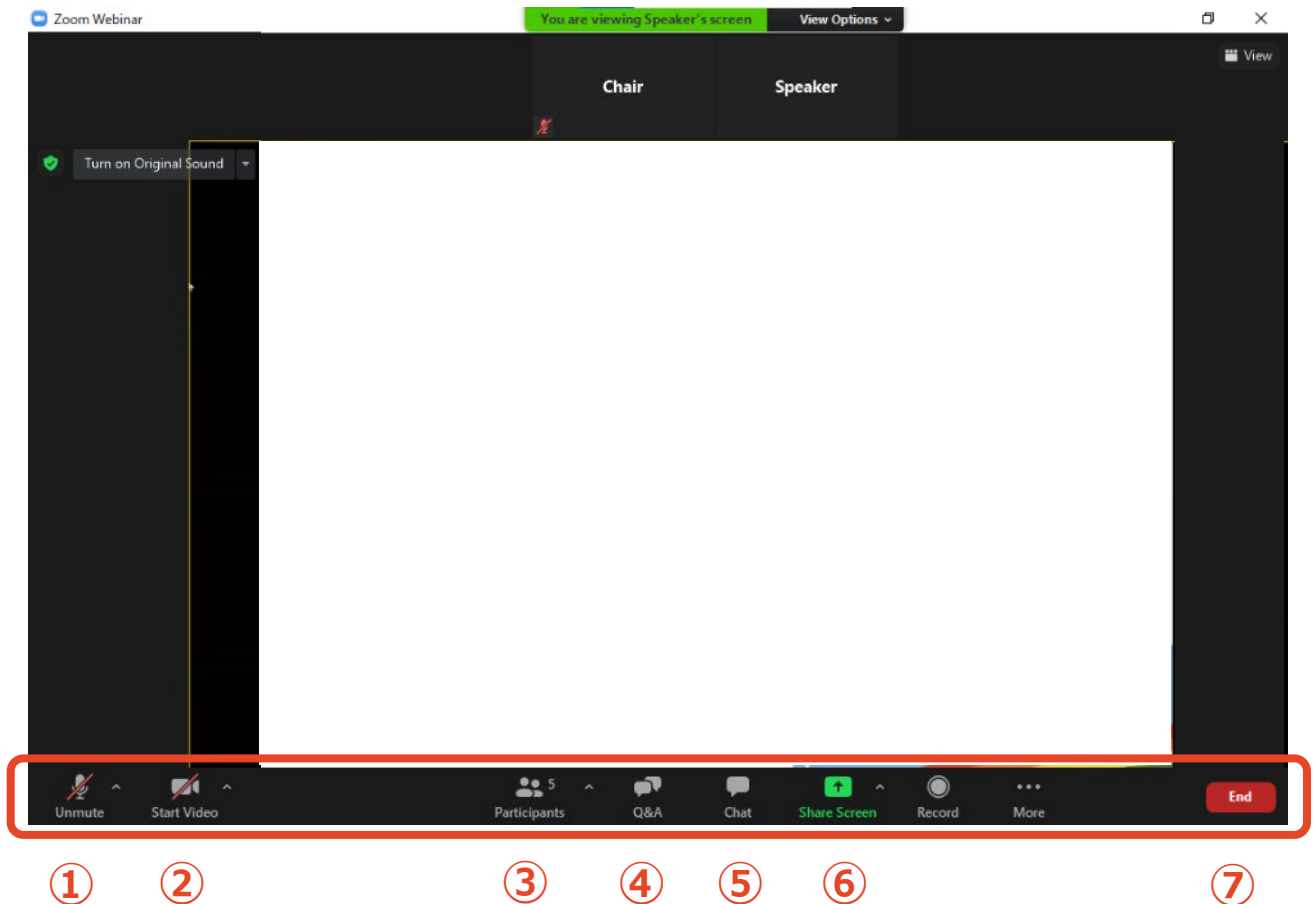 Zoom Webinar
You are viewing Speaker's screen View Options
View
Chair Speaker
Turn on Original Sound
5
Unmute Start Video Participants Q&A Chat Share Screen Record More End
① ② ③ ④ ⑤ ⑥ ⑦